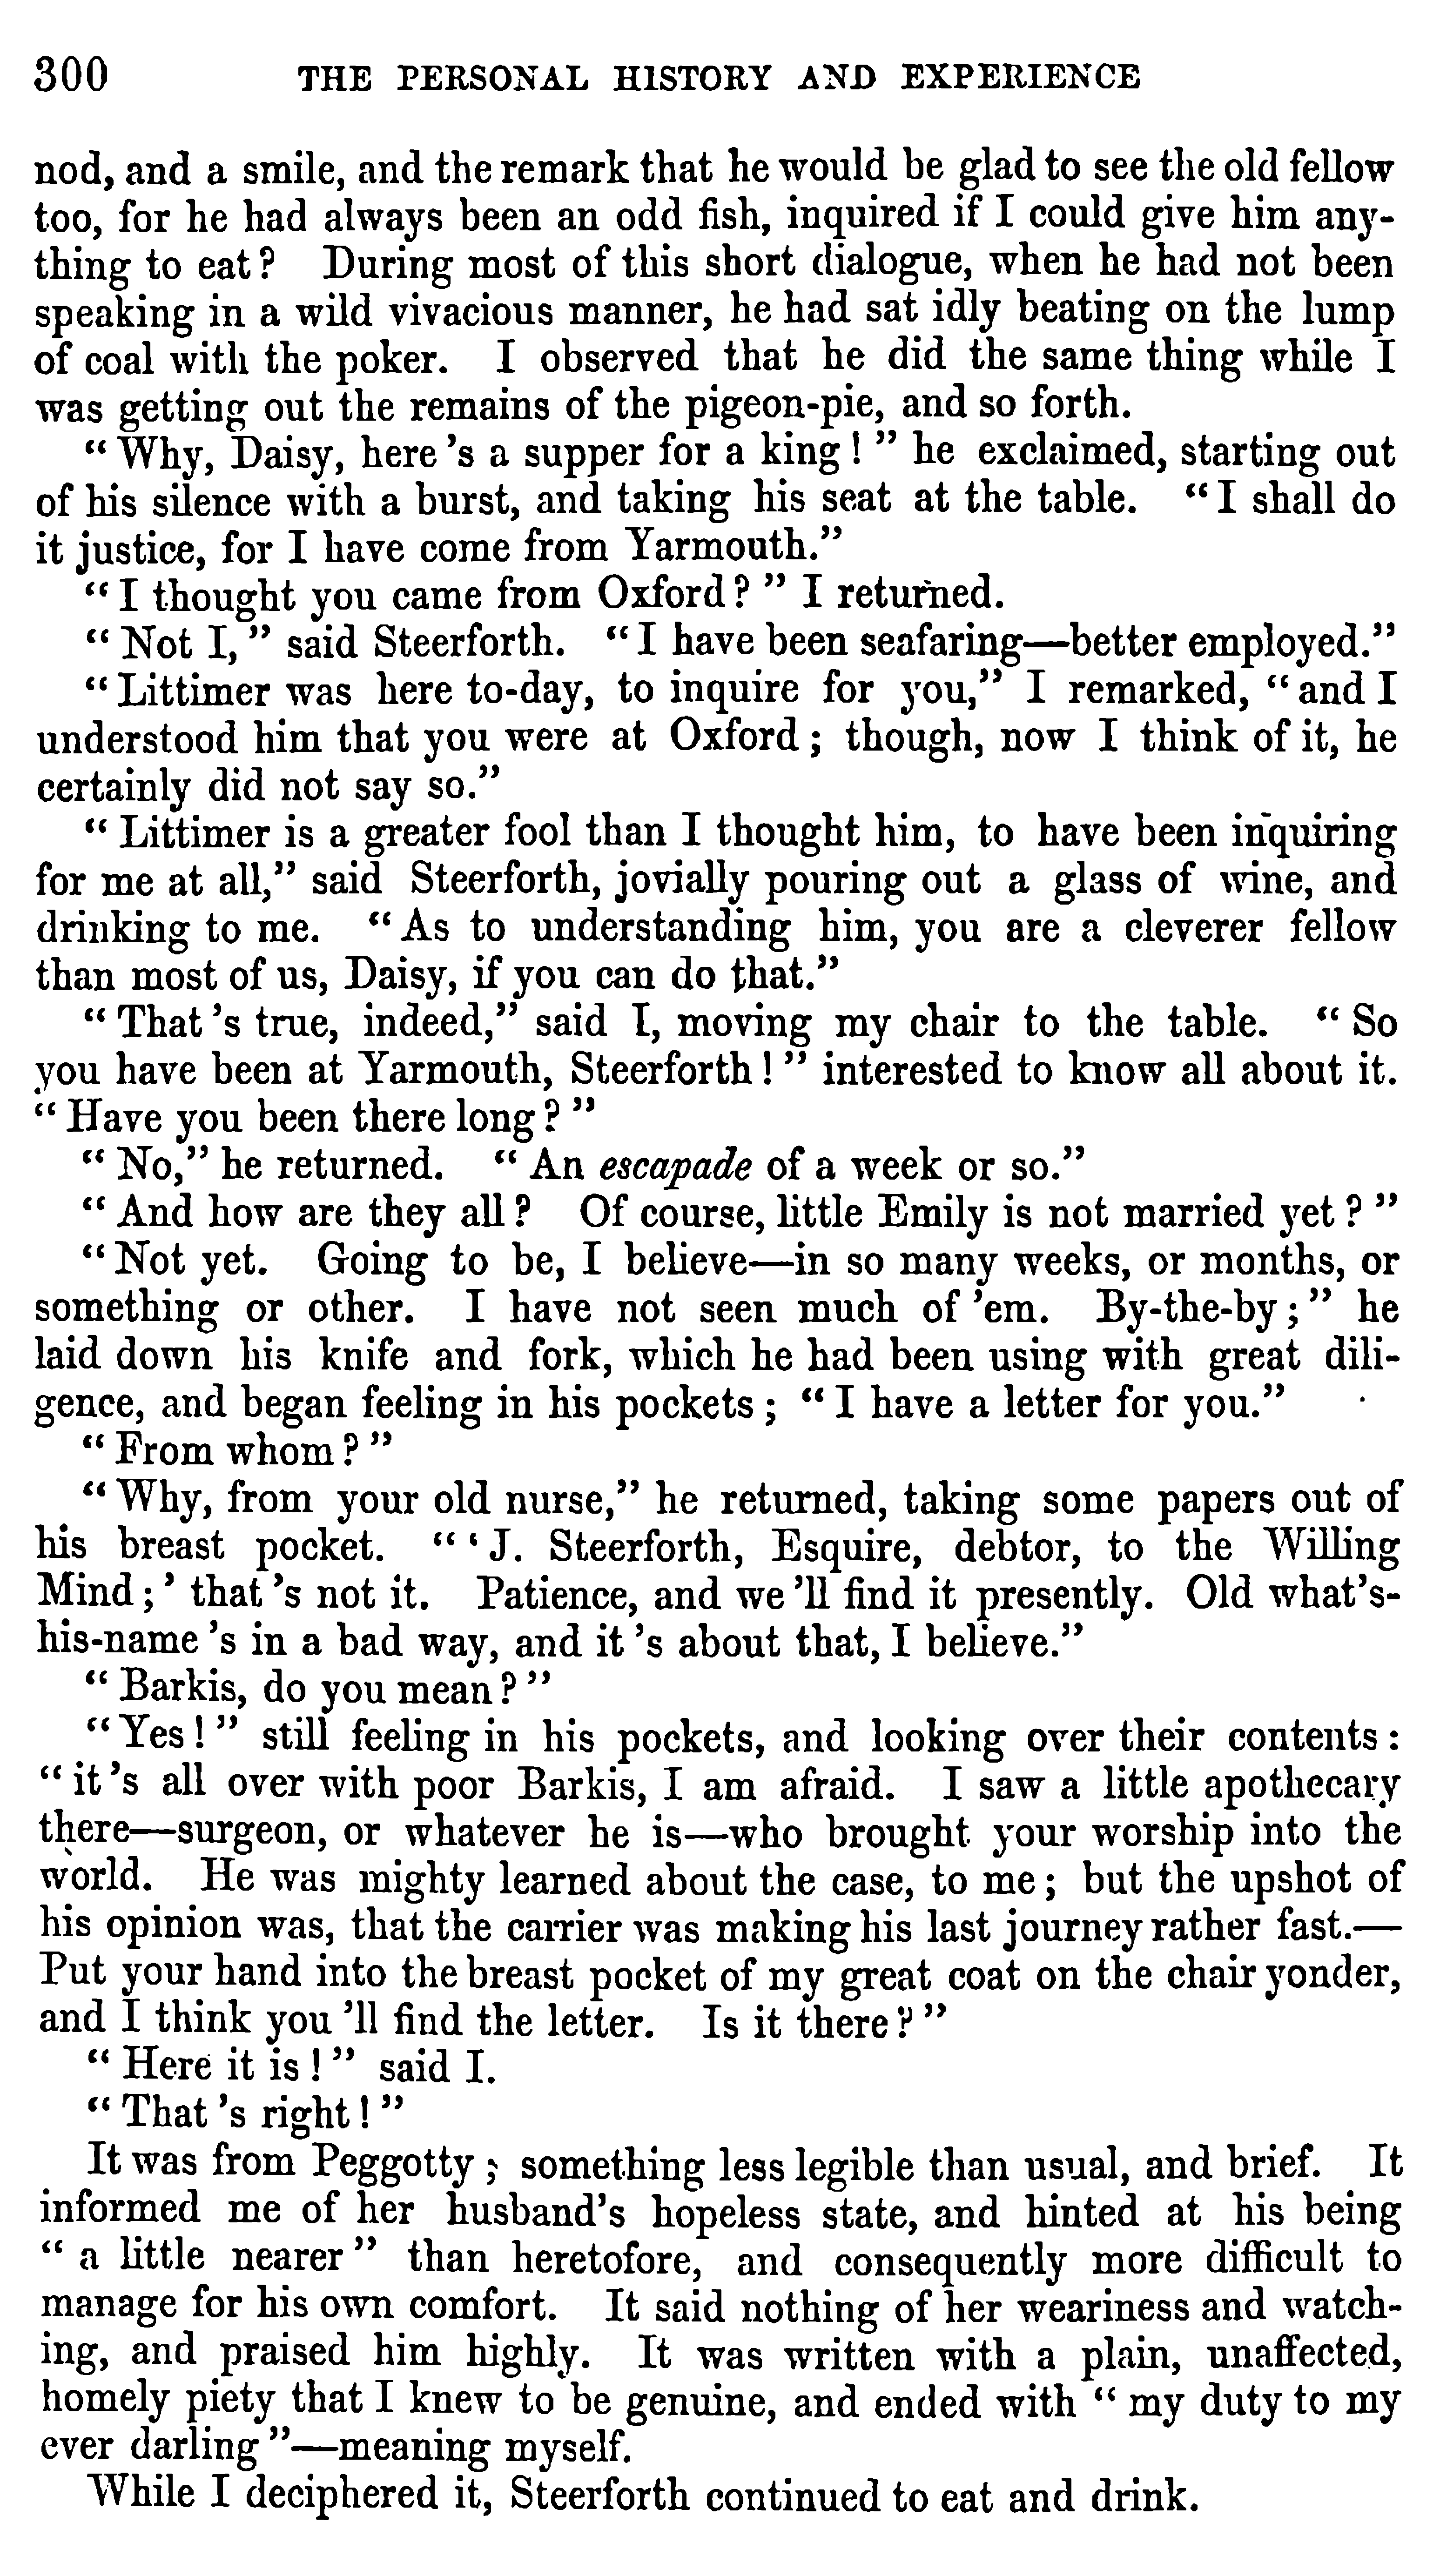 300 THE PERSONAL HISTORY AND EXPERIENCE
nod, and a smile, and the remark that he would be glad to see the old fellow
too, for he had always been an odd fish, inquired if I could give him any-
thing to eat? During most of this short dialogue, when he had not been
speaking in a wild vivacious manner, he had sat idly beating on the lump
of coal with the poker. I observed that he did the same thing while I
was getting out the remains of the pigeon-pie, and so forth.
“Why, Daisy, here’s a supper for a king!” he exclaimed, starting out
of his silence with a burst, and taking his seat at the table. “I shall do
it justice, for I have come from Yarmouth.”
“I thought you came from Oxford?” I returned.
“Not I,” said Steerforth. “I have been seafaring—better employed.”
“Littimer was here to-day, to inquire for you,” I remarked, “and I
understood him that you were at Oxford; though, now I think of it, he
certainly did not say so.”
“Littimer is a greater fool than I thought him, to have been inquiring
for me at all,” said Steerforth, jovially pouring out a glass of wine, and
drinking to me. “As to understanding him, you are a cleverer fellow
than most of us, Daisy, if you can do that.”
“That’s true, indeed,” said I, moving my chair to the table. “So
you have been at Yarmouth, Steerforth!” interested to know all about it.
“Have you been there long?”
“No,” he returned. “An escapade of a week or so.”
“And how are they all? Of course, little Emily is not married yet?”
“Not yet. Going to be, I believe—in so many weeks, or months, or
something or other. I have not seen much of ’em. By-the-by;” he
laid down his knife and fork, which he had been using with great dili-
gence, and began feeling in his pockets; “I have a letter for you.”
“From whom?”
“Why, from your old nurse,” he returned, taking some papers out of
his breast pocket. “‘J. Steerforth, Esquire, debtor, to the Willing
Mind;’ that’s not it. Patience, and we’ll find it presently. Old what’s-
his-name’s in a bad way, and it’s about that, I believe.”
“Barkis, do you mean?”
“Yes!” still feeling in his pockets, and looking over their contents:
“it’s all over with poor Barkis, I am afraid. I saw a little apothecary
there—surgeon, or whatever he is—who brought your worship into the
world. He was mighty learned about the case, to me; but the upshot of
his opinion was, that the carrier was making his last journey rather fast.—
Put your hand into the breast pocket of my great coat on the chair yonder,
and I think you’ll find the letter. Is it there?”
“Here it is!” said I.
“That’s right!”
It was from Peggotty; something less legible than usual, and brief. It
informed me of her husband’s hopeless state, and hinted at his being
“a little nearer” than heretofore, and consequently more difficult to
manage for his own comfort. It said nothing of her weariness and watch-
ing, and praised him highly. It was written with a plain, unaffected,
homely piety that I knew to be genuine, and ended with “my duty to my
ever darling”—meaning myself.
While I deciphered it, Steerforth continued to eat and drink.